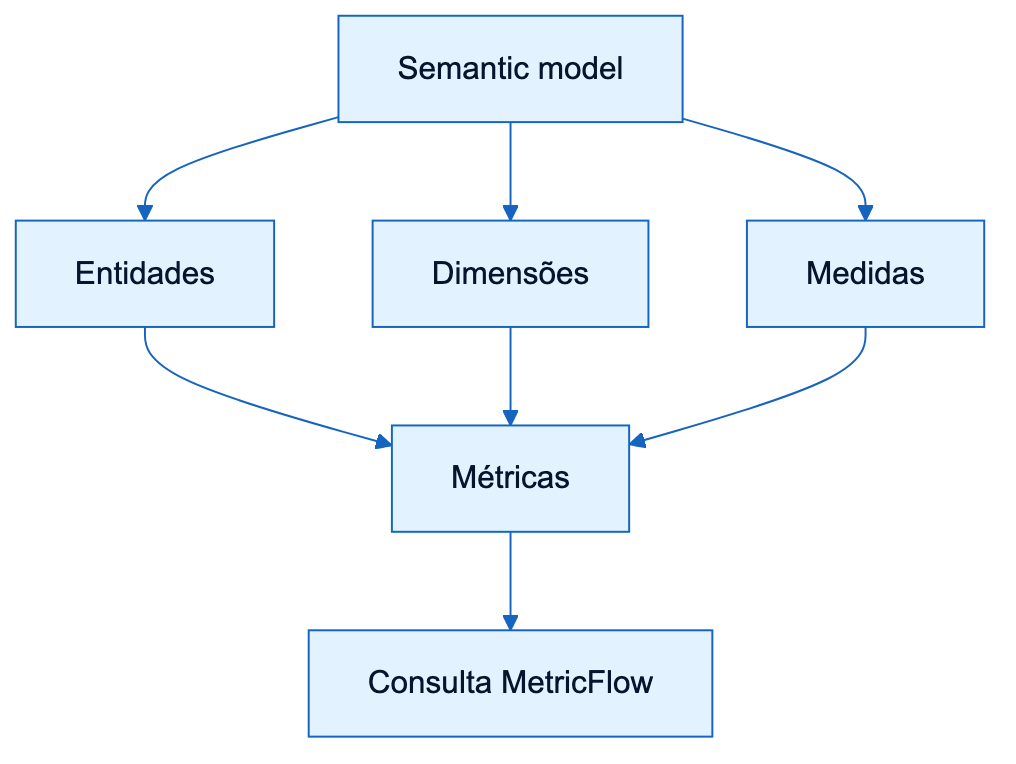 Semantic model
Entidades
Dimensões
Medidas
Métricas
Consulta MetricFlow